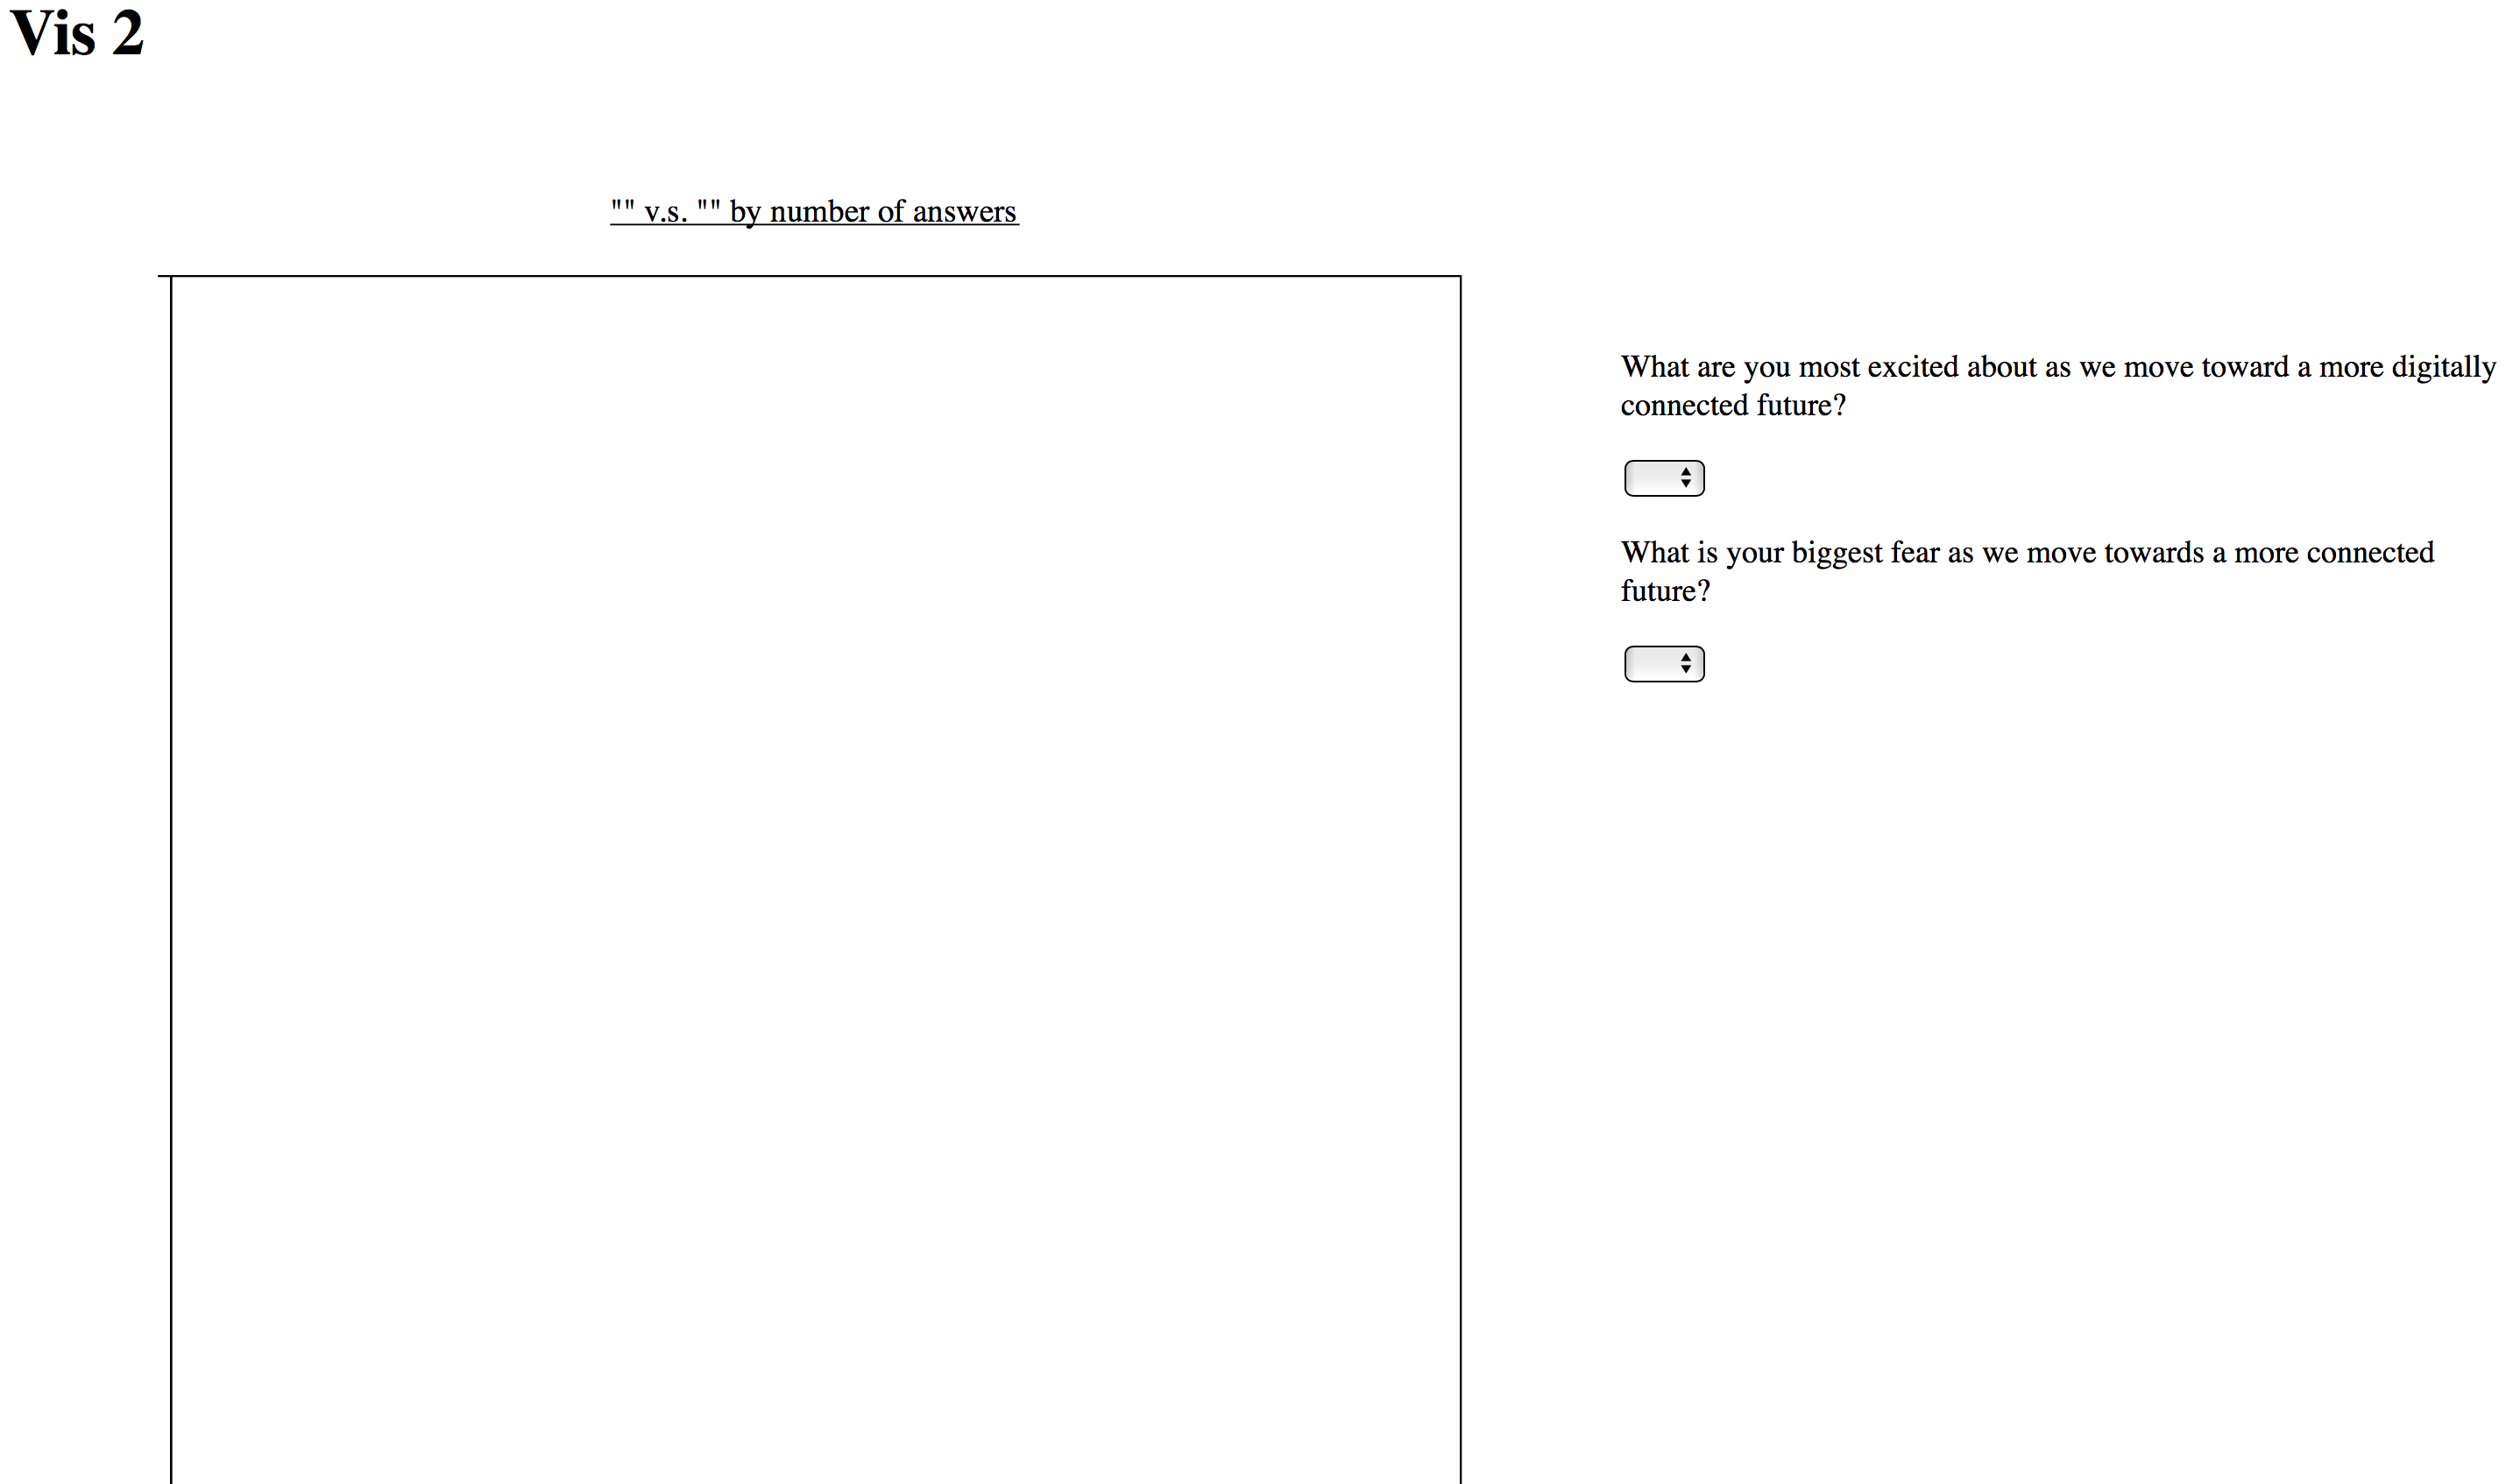 Vis 2
"" v.s. "" by number of answers
What are you most excited about as we move toward a more digitally
connected future?
What is your biggest fear as we move towards a more connected
future?